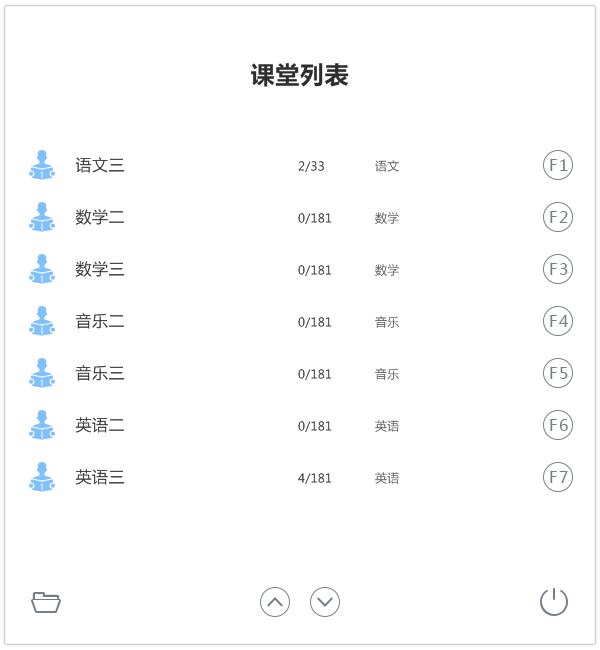 课堂列表
语文三 2/33 语文 F1
数学二 0/181 数学 F2
数学三 0/181 数学 F3
音乐二 0/181 音乐 F4
音乐三 0/181 音乐 F5
英语二 0/181 英语 F6
英语三 4/181 英语 F7